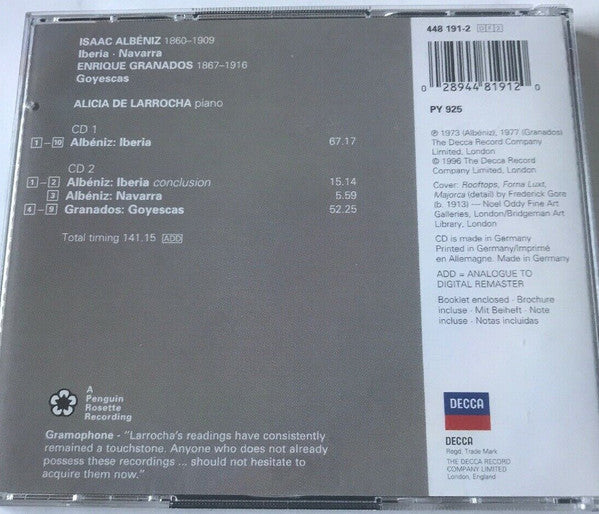 ISAAC ALBÉNIZ 1860–1909
Iberia · Navarra
ENRIQUE GRANADOS 1867–1916
Goyescas
ALICIA DE LARROCHA piano
CD 1
1 – 10 Albéniz: Iberia 67.17
CD 2
1 – 2 Albéniz: Iberia conclusion 15.14
3 Albéniz: Navarra 5.59
4 – 9 Granados: Goyescas 52.25
Total timing 141.15 ADD
A
Penguin
Rosette
Recording
Gramophone - “Larrocha's readings have consistently
remained a touchstone. Anyone who does not already
possess these recordings ... should not hesitate to
acquire them now.”
448 191-2 DF2
0 28944 81912 0
PY 925
℗ 1973 (Albéniz), 1977 (Granados)
The Decca Record Company
Limited, London
© 1996 The Decca Record
Company Limited, London
Cover: Rooftops, Forna Luxt,
Majorca (detail) by Frederick Gore
(b. 1913) — Noel Oddy Fine Art
Galleries, London/Bridgeman Art
Library, London
CD is made in Germany
Printed in Germany/Imprimé
en Allemagne. Made in Germany
ADD = ANALOGUE TO
DIGITAL REMASTER
Booklet enclosed · Brochure
incluse · Mit Beiheft · Note
incluse · Notas incluidas
DECCA
DECCA
Regd. Trade Mark
THE DECCA RECORD
COMPANY LIMITED
London, England